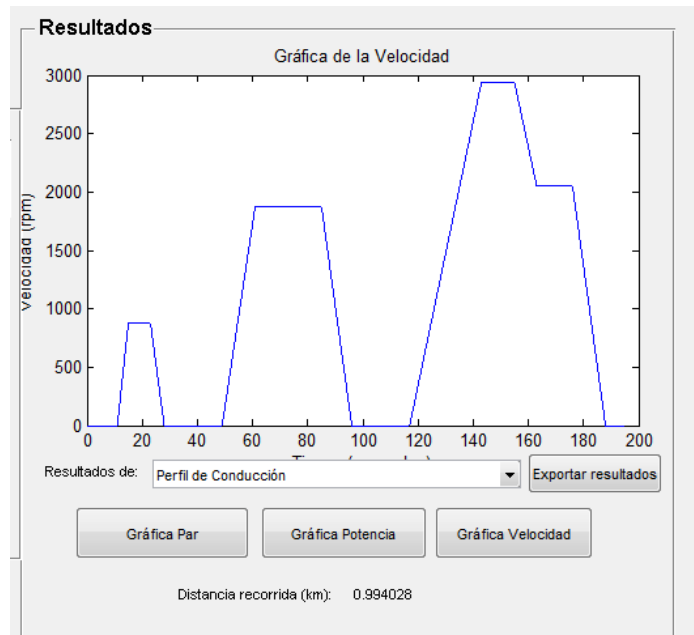 Resultados
Gráfica de la Velocidad
Velocidad (rpm)
3000
2500
2000
1500
1000
500
0
0 20 40 60 80 100 120 140 160 180 200
Resultados de: Perfil de Conducción Exportar resultados
Gráfica Par Gráfica Potencia Gráfica Velocidad
Distancia recorrida (km): 0.994028